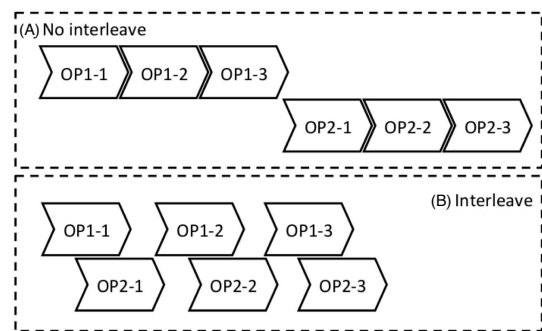 (A) No interleave
OP1-1 OP1-2 OP1-3
OP2-1 OP2-2 OP2-3
(B) Interleave
OP1-1 OP1-2 OP1-3
OP2-1 OP2-2 OP2-3